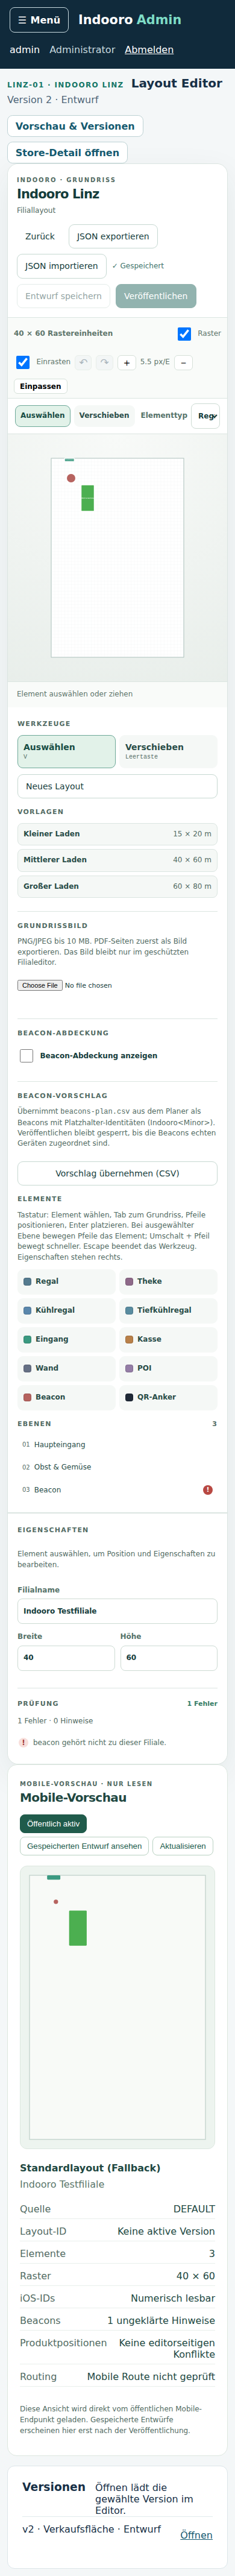 ☰ Menü Indooro Admin
admin Administrator Abmelden
LINZ-01 · INDOORO LINZ Layout Editor
Version 2 · Entwurf
Vorschau & Versionen
Store-Detail öffnen
INDOORO · GRUNDRISS
Indooro Linz
Filiallayout
Zurück JSON exportieren
JSON importieren ✓ Gespeichert
Entwurf speichern Veröffentlichen
40 × 60 Rastereinheiten Raster
Einrasten ↶ ↷ + 5.5 px/E −
Einpassen
Auswählen Verschieben Elementtyp Reg
Element auswählen oder ziehen
WERKZEUGE
Auswählen Verschieben
V Leertaste
Neues Layout
VORLAGEN
Kleiner Laden 15 × 20 m
Mittlerer Laden 40 × 60 m
Großer Laden 60 × 80 m
GRUNDRISSBILD
PNG/JPEG bis 10 MB. PDF-Seiten zuerst als Bild
exportieren. Das Bild bleibt nur im geschützten
Filialeditor.
Choose File No file chosen
BEACON-ABDECKUNG
Beacon-Abdeckung anzeigen
BEACON-VORSCHLAG
Übernimmt beacons-plan.csv aus dem Planer als
Beacons mit Platzhalter-Identitäten (Indooro<Minor>).
Veröffentlichen bleibt gesperrt, bis die Beacons echten
Geräten zugeordnet sind.
Vorschlag übernehmen (CSV)
ELEMENTE
Tastatur: Element wählen, Tab zum Grundriss, Pfeile
positionieren, Enter platzieren. Bei ausgewählter
Ebene bewegen Pfeile das Element; Umschalt + Pfeil
bewegt schneller. Escape beendet das Werkzeug.
Eigenschaften stehen rechts.
Regal Theke
Kühlregal Tiefkühlregal
Eingang Kasse
Wand POI
Beacon QR-Anker
EBENEN 3
01 Haupteingang
02 Obst & Gemüse
03 Beacon !
EIGENSCHAFTEN
Element auswählen, um Position und Eigenschaften zu
bearbeiten.
Filialname
Indooro Testfiliale
Breite Höhe
40 60
PRÜFUNG 1 Fehler
1 Fehler · 0 Hinweise
! beacon gehört nicht zu dieser Filiale.
MOBILE-VORSCHAU · NUR LESEN
Mobile-Vorschau
Öffentlich aktiv
Gespeicherten Entwurf ansehen Aktualisieren
Standardlayout (Fallback)
Indooro Testfiliale
Quelle DEFAULT
Layout-ID Keine aktive Version
Elemente 3
Raster 40 × 60
iOS-IDs Numerisch lesbar
Beacons 1 ungeklärte Hinweise
Produktpositionen Keine editorseitigen
Konflikte
Routing Mobile Route nicht geprüft
Diese Ansicht wird direkt vom öffentlichen Mobile-
Endpunkt geladen. Gespeicherte Entwürfe
erscheinen hier erst nach der Veröffentlichung.
Versionen Öffnen lädt die
gewählte Version im
Editor.
v2 · Verkaufsfläche · Entwurf Öffnen